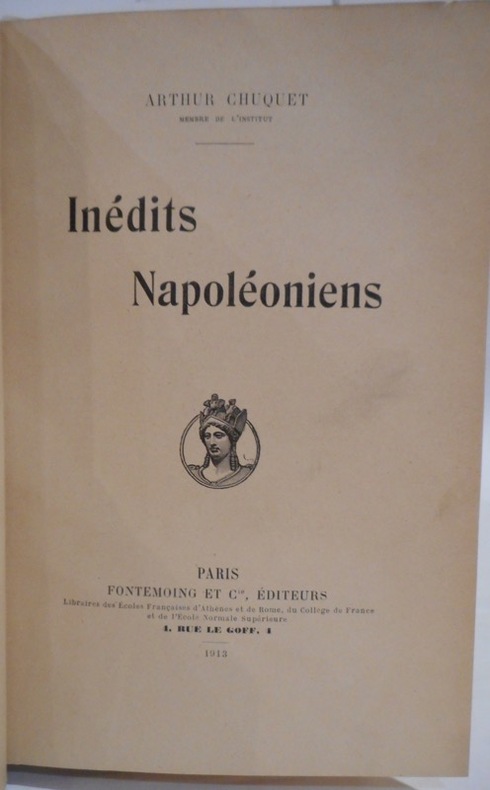 ARTHUR CHUQUET
MEMBRE DE L'INSTITUT
Inédits
Napoléoniens
PARIS
FONTEMOING ET Cie, ÉDITEURS
Libraires des Écoles Françaises d'Athènes et de Rome, du Collège de France
et de l'École Normale Supérieure
4, RUE LE GOFF, 4
1913